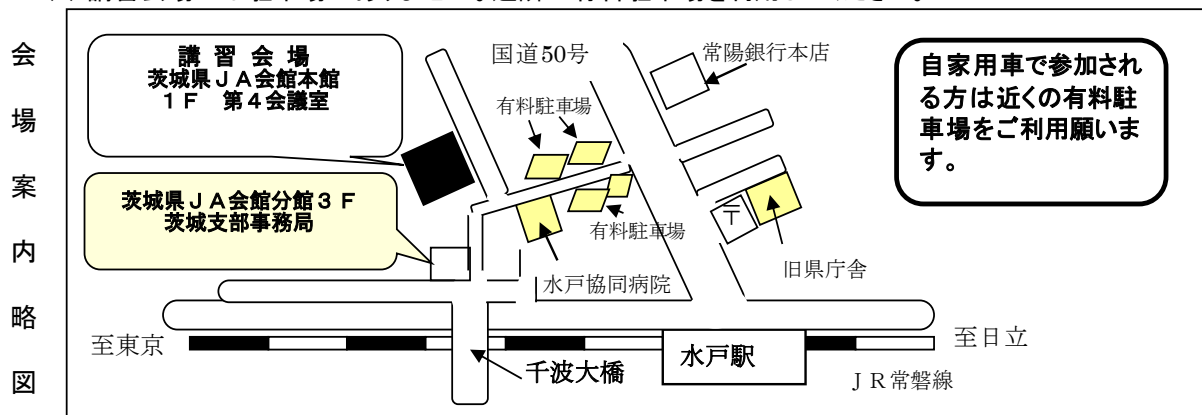 会場案内略図
講 習 会 場
茨城県ＪＡ会館本館
１Ｆ　第４会議室
国道50号
常陽銀行本店
自家用車で参加され
る方は近くの有料駐
車場をご利用願いま
す。
有料駐車場
茨城県ＪＡ会館分館３Ｆ
茨城支部事務局
〒
有料駐車場
旧県庁舎
水戸協同病院
至東京
水戸駅
至日立
千波大橋
ＪＲ常磐線